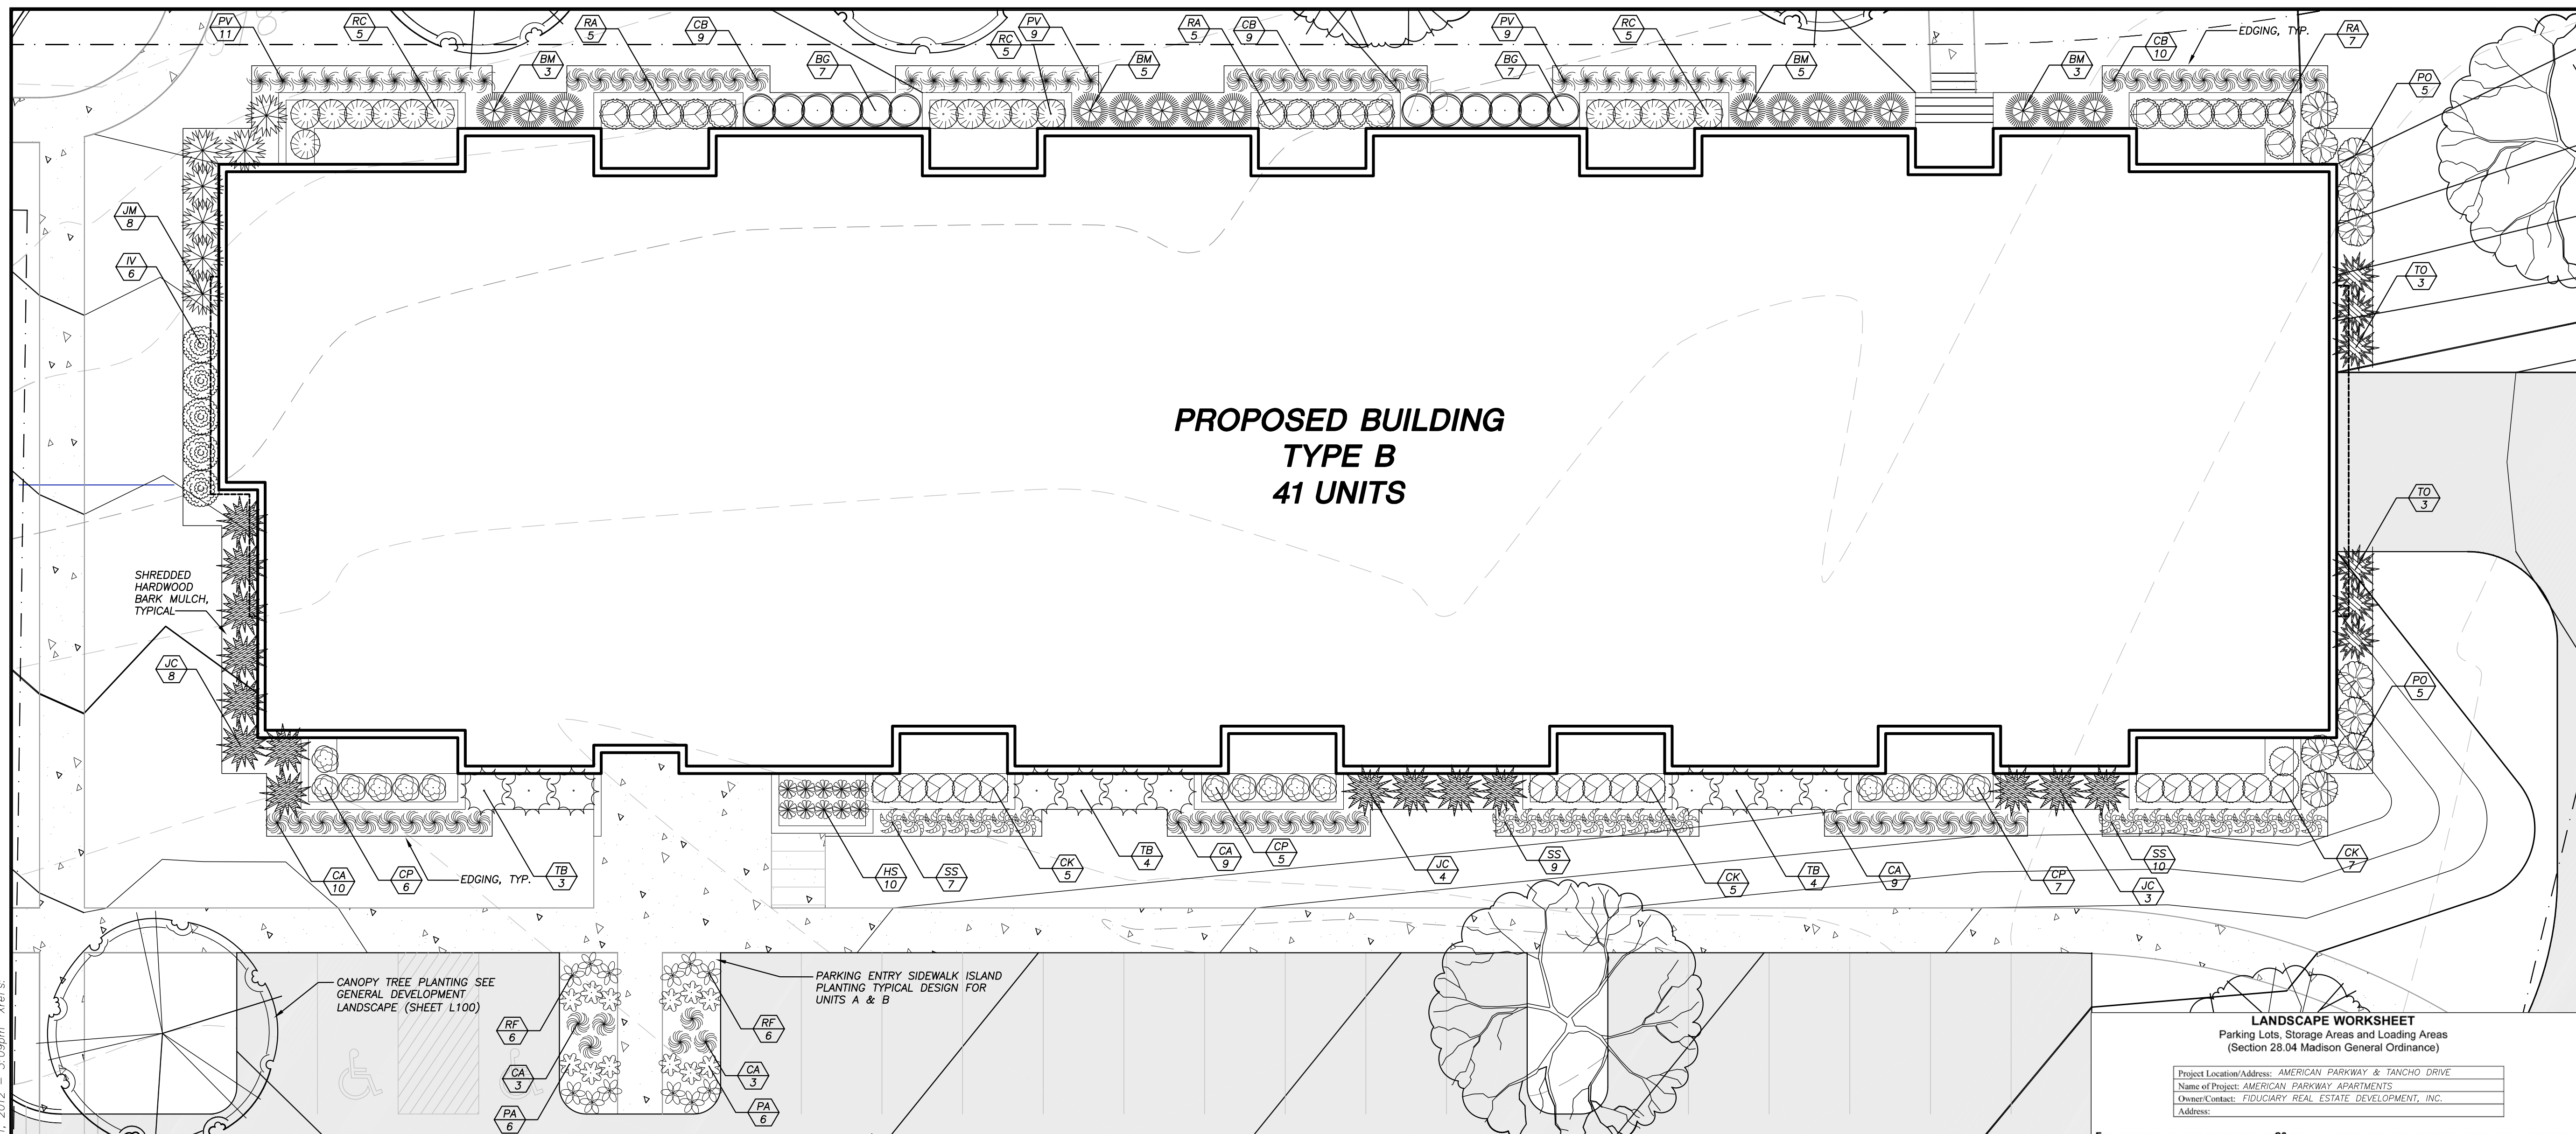 PV
11
RC
5
RA
5
CB
9
RC
5
PV
9
RA
5
CB
9
PV
9
RC
5
CB
10
EDGING, TYP.
RA
7
BM
3
BG
7
BM
5
BG
7
BM
5
BM
3
PO
5
JM
8
IV
6
TO
3
PROPOSED BUILDING
TYPE B
41 UNITS
TO
3
SHREDDED
HARDWOOD
BARK MULCH,
TYPICAL
JC
8
PO
5
CA
10
CP
6
EDGING, TYP.
TB
3
HS
10
SS
7
CK
5
TB
4
CA
9
CP
5
JC
4
SS
9
CK
5
TB
4
CA
9
CP
7
JC
3
SS
10
CK
7
CANOPY TREE PLANTING SEE
GENERAL DEVELOPMENT
LANDSCAPE (SHEET L100)
PARKING ENTRY SIDEWALK ISLAND
PLANTING TYPICAL DESIGN FOR
UNITS A & B
RF
6
RF
6
CA
3
CA
3
PA
6
PA
6
LANDSCAPE WORKSHEET
Parking Lots, Storage Areas and Loading Areas
(Section 28.04 Madison General Ordinance)
Project Location/Address: AMERICAN PARKWAY & TANCHO DRIVE
Name of Project: AMERICAN PARKWAY APARTMENTS
Owner/Contact: FIDUCIARY REAL ESTATE DEVELOPMENT, INC.
Address:
2012 - 3:09pm Xrefs: